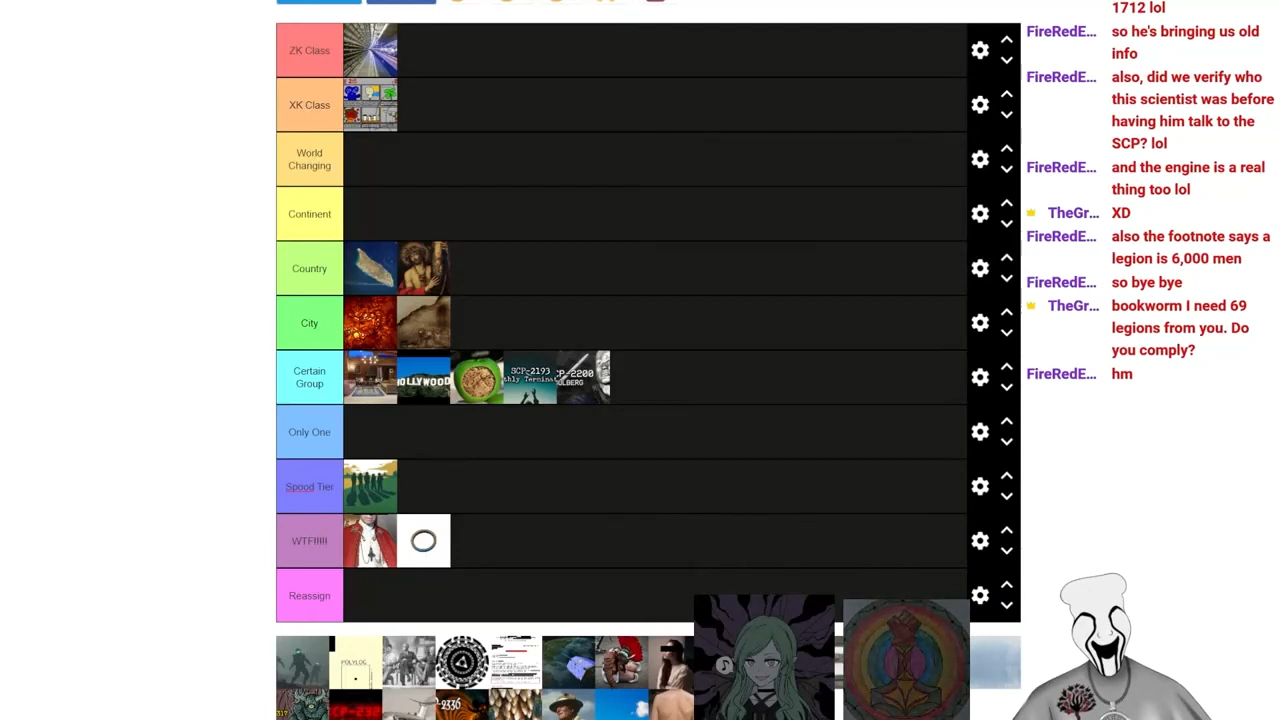 ZK Class
XK Class
World
Changing
Continent
Country
City
Certain
Group
HOLLYWOOD
SCP-2193
CP-2200
Only One
Spood Tier
WTF!!!!!
Reassign
2336
317
1712 lol
FireRedE... so he's bringing us old
info
FireRedE... also, did we verify who
this scientist was before
having him talk to the
SCP? lol
FireRedE... and the engine is a real
thing too lol
TheGr... XD
FireRedE... also the footnote says a
legion is 6,000 men
FireRedE... so bye bye
TheGr... bookworm I need 69
legions from you. Do
you comply?
FireRedE... hm